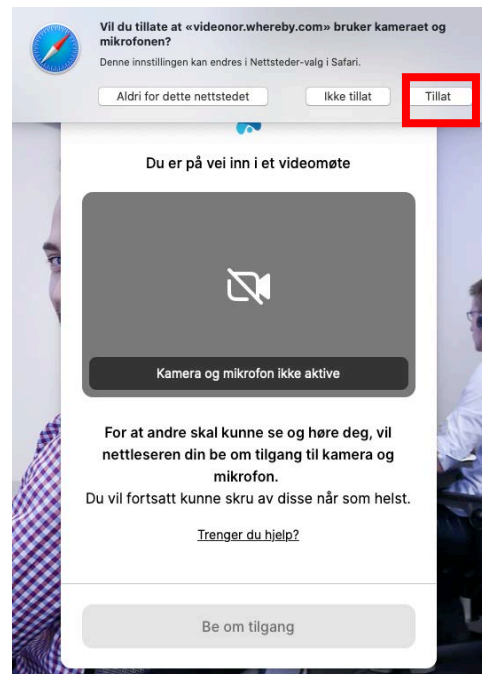 Vil du tillate at «videonor.whereby.com» bruker kameraet og
mikrofonen?
Denne innstillingen kan endres i Nettsteder-valg i Safari.
Aldri for dette nettstedet Ikke tillat Tillat
Du er på vei inn i et videomøte
Kamera og mikrofon ikke aktive
For at andre skal kunne se og høre deg, vil
nettleseren din be om tilgang til kamera og
mikrofon.
Du vil fortsatt kunne skru av disse når som helst.
Trenger du hjelp?
Be om tilgang